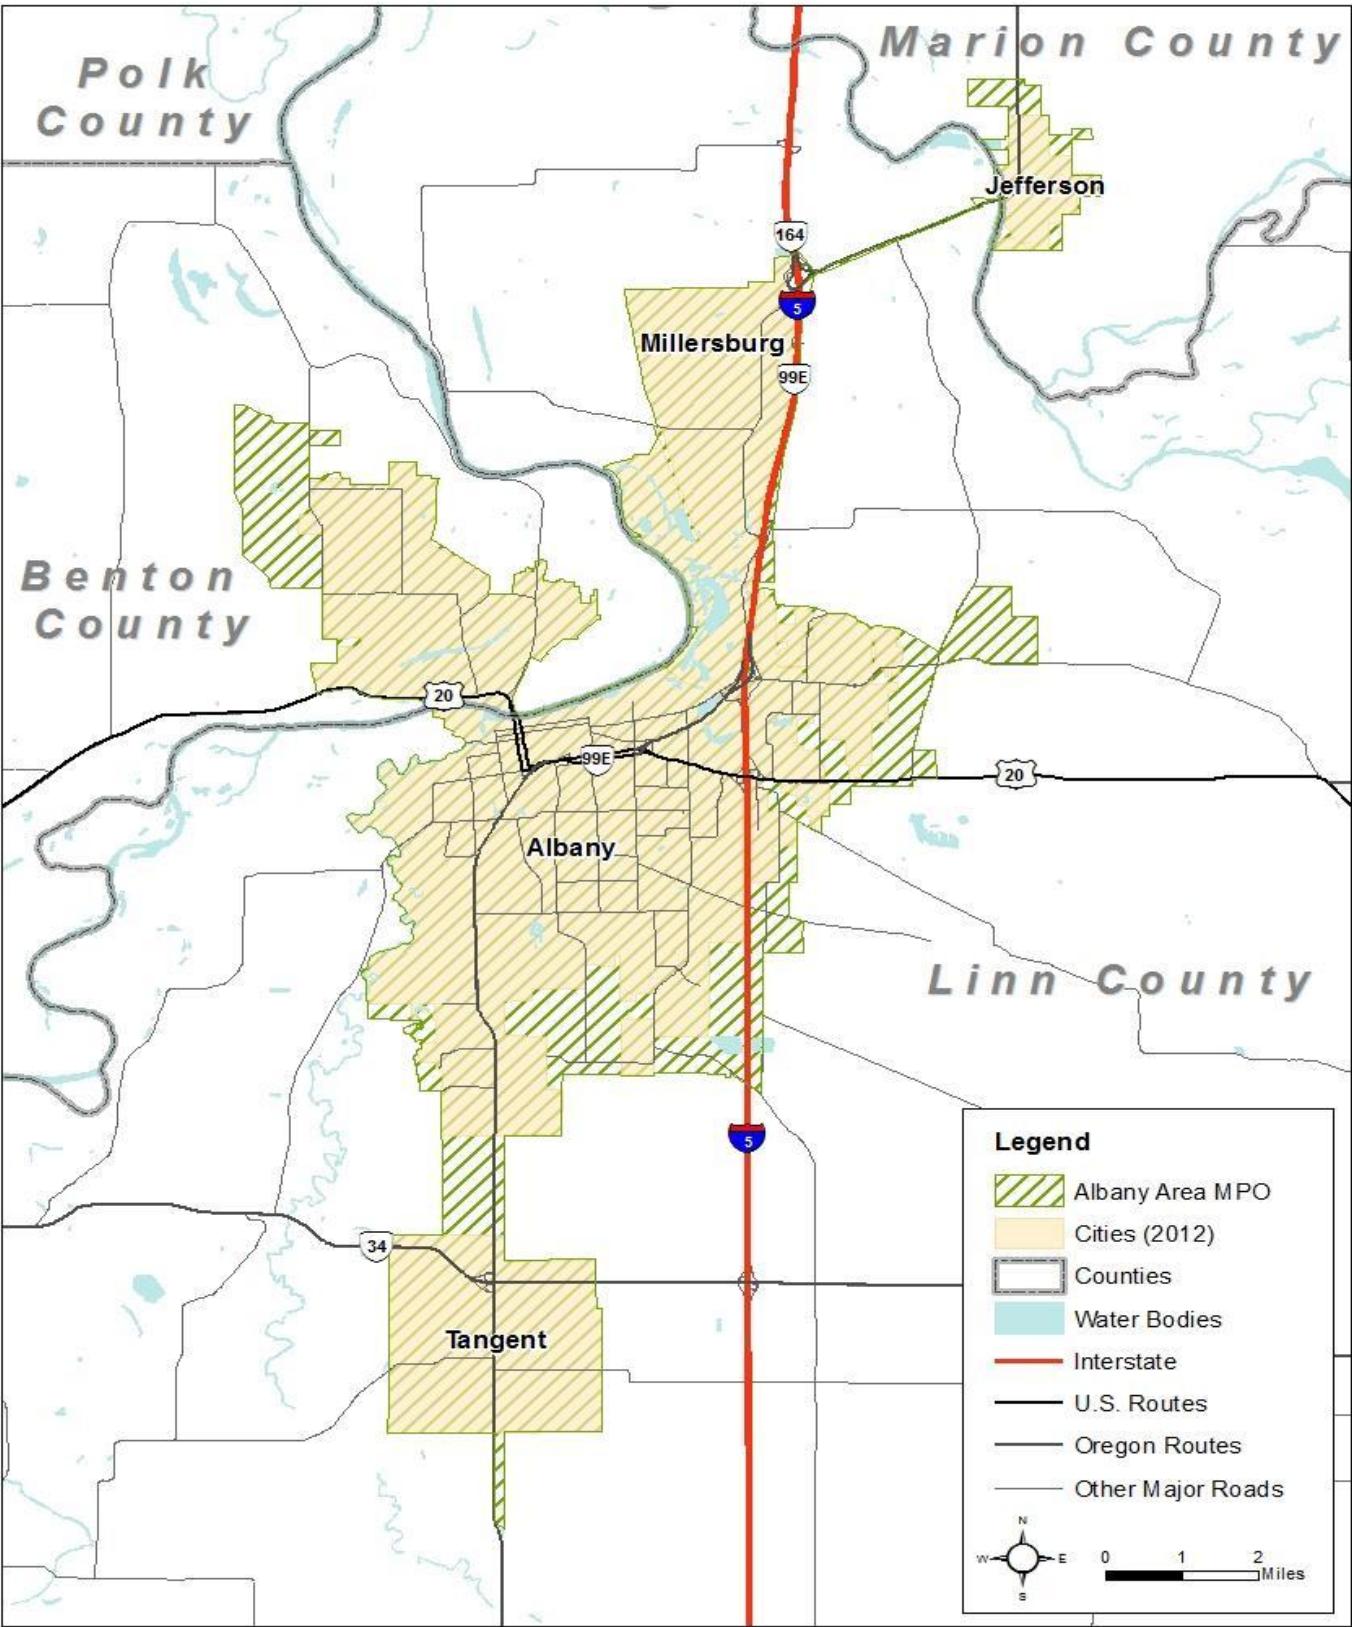 Marion County
Polk
County
Jefferson
164
5
Millersburg
99E
Benton
County
20
99E
20
Albany
Linn County
5
34
Tangent
Legend
Albany Area MPO
Cities (2012)
Counties
Water Bodies
Interstate
U.S. Routes
Oregon Routes
Other Major Roads
N
W E
S
0 1 2
Miles